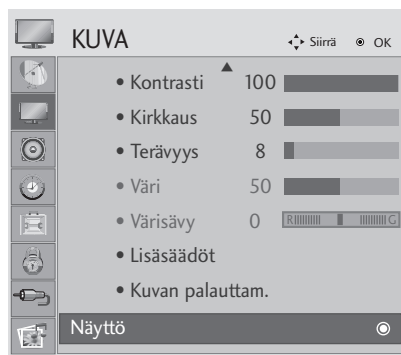 KUVA Siirrä OK
• Kontrasti 100
• Kirkkaus 50
• Terävyys 8
• Väri 50
• Värisävy 0 R G
• Lisäsäädöt
• Kuvan palauttam.
Näyttö